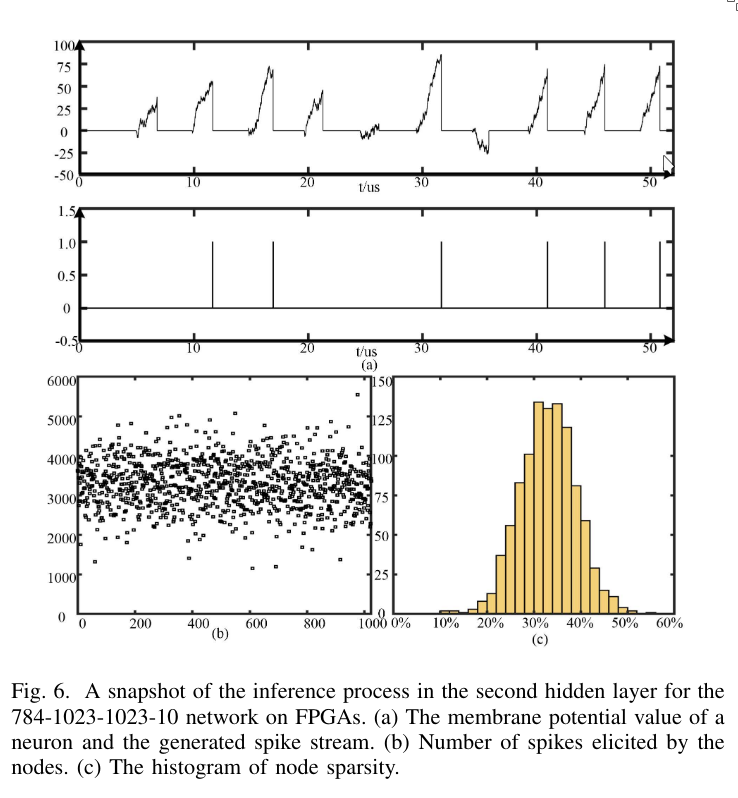 100
75
50
25
0
-25
-50
0 10 20 30 40 50
t/us
1.5
1.0
0.5
0
-0.5
0 10 20 30 40 50
t/us
(a)
6000
5000
4000
3000
2000
1000
0
0 200 400 600 800 1000
(b)
150
125
100
75
50
25
0
0% 10% 20% 30% 40% 50% 60%
(c)
Fig. 6. A snapshot of the inference process in the second hidden layer for the
784-1023-1023-10 network on FPGAs. (a) The membrane potential value of a
neuron and the generated spike stream. (b) Number of spikes elicited by the
nodes. (c) The histogram of node sparsity.